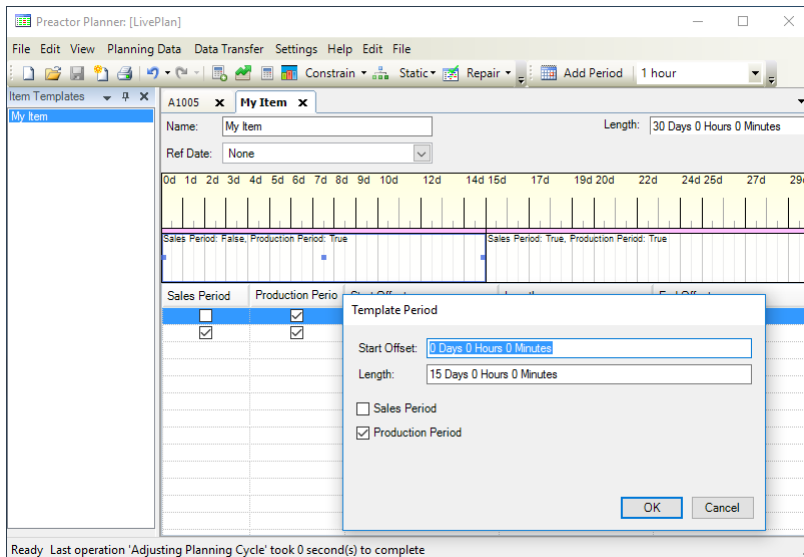 Preactor Planner: [LivePlan]
File Edit View Planning Data Data Transfer Settings Help Edit File
Constrain Static Repair Add Period 1 hour
Item Templates
My Item
A1005 My Item
Name: My Item Length: 30 Days 0 Hours 0 Minutes
Ref Date: None
0d 1d 2d 3d 4d 5d 6d 7d 8d 9d 10d 12d 14d 15d 17d 19d 20d 22d 24d 25d 27d 29
Sales Period: False, Production Period: True Sales Period: True, Production Period: True
Sales Period Production Perio
Template Period
Start Offset: 0 Days 0 Hours 0 Minutes
Length: 15 Days 0 Hours 0 Minutes
Sales Period
Production Period
OK Cancel
Ready Last operation 'Adjusting Planning Cycle' took 0 second(s) to complete